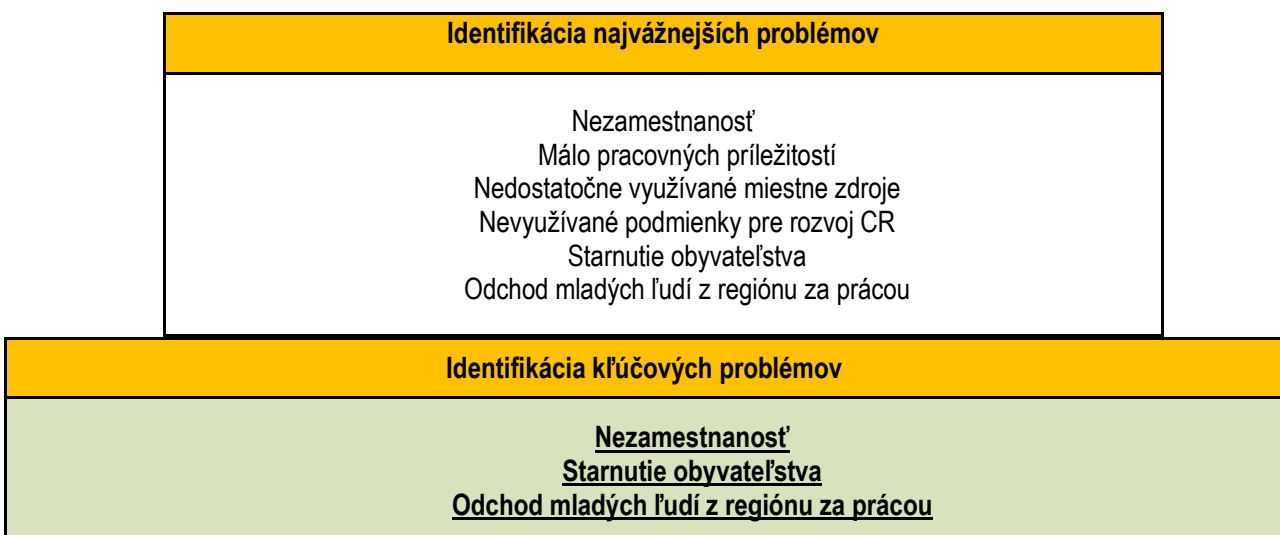 Identifikácia najvážnejších problémov
Nezamestnanosť
Málo pracovných príležitostí
Nedostatočne využívané miestne zdroje
Nevyužívané podmienky pre rozvoj CR
Starnutie obyvateľstva
Odchod mladých ľudí z regiónu za prácou
Identifikácia kľúčových problémov
Nezamestnanosť
Starnutie obyvateľstva
Odchod mladých ľudí z regiónu za prácou